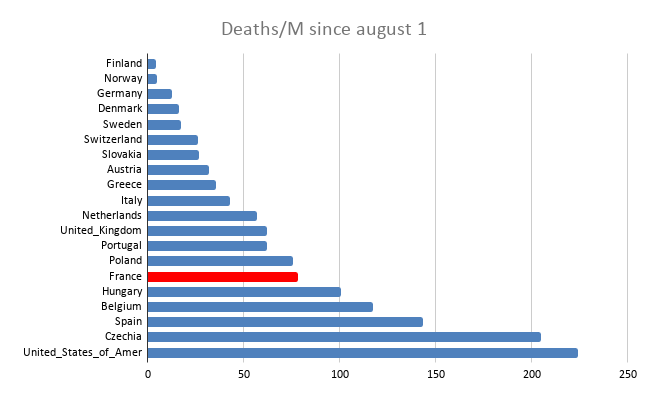 Deaths/M since august 1
Finland
Norway
Germany
Denmark
Sweden
Switzerland
Slovakia
Austria
Greece
Italy
Netherlands
United_Kingdom
Portugal
Poland
France
Hungary
Belgium
Spain
Czechia
United_States_of_Amer
0 50 100 150 200 250